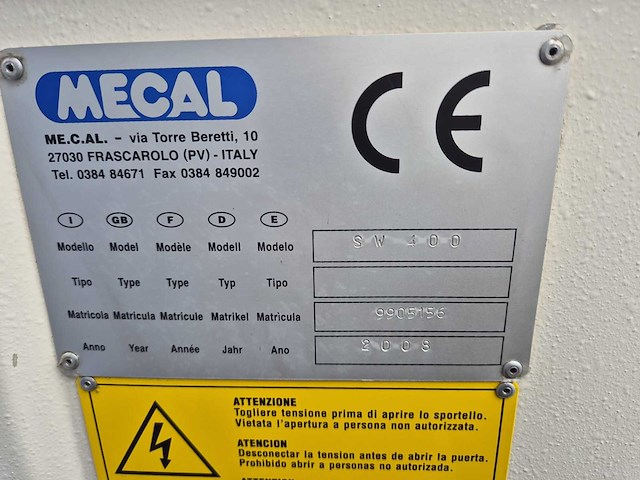 MECAL
CE
ME.C.AL. - via Torre Beretti, 10
27030 FRASCAROLO (PV) - ITALY
Tel. 0384 84671 Fax 0384 849002
I GB F D E
Modello Model Modèle Modell Modelo SW 400
Tipo Type Type Typ Tipo
Matricola Matricula Matricule Matrikel Matricula 9905156
Anno Year Année Jahr Ano 2008
ATTENZIONE
Togliere tensione prima di aprire lo sportello.
Vietata l'apertura a persona non autorizzata.
ATENCION
Desconectar la tension antes de abrir la puerta.
Prohibido abrir a personas no autorizada.